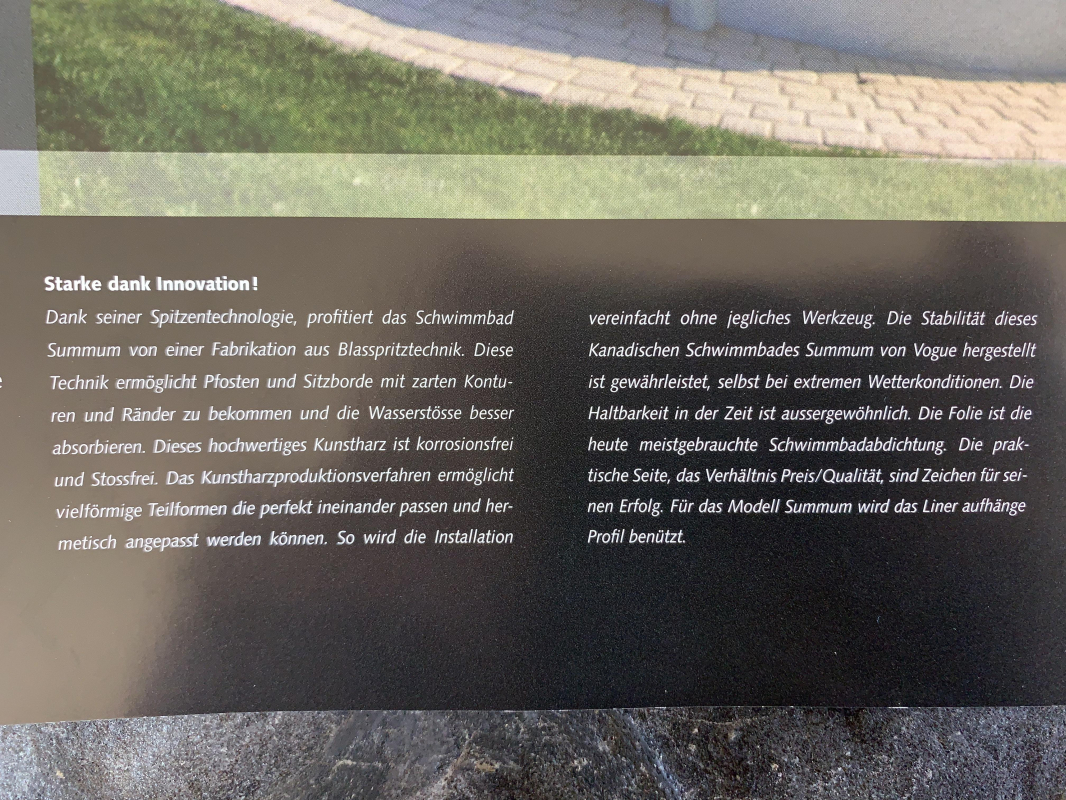 Starke dank Innovation!
Dank seiner Spitzentechnologie, profitiert das Schwimmbad
Summum von einer Fabrikation aus Blasspritztechnik. Diese
Technik ermöglicht Pfosten und Sitzborde mit zarten Kontu-
ren und Ränder zu bekommen und die Wasserstösse besser
absorbieren. Dieses hochwertiges Kunstharz ist korrosionsfrei
und Stossfrei. Das Kunstharzproduktionsverfahren ermöglicht
vielförmige Teilformen die perfekt ineinander passen und her-
metisch angepasst werden können. So wird die Installation
vereinfacht ohne jegliches Werkzeug. Die Stabilität dieses
Kanadischen Schwimmbades Summum von Vogue hergestellt
ist gewährleistet, selbst bei extremen Wetterkonditionen. Die
Haltbarkeit in der Zeit ist aussergewöhnlich. Die Folie ist die
heute meistgebrauchte Schwimmbadabdichtung. Die prak-
tische Seite, das Verhältnis Preis/Qualität, sind Zeichen für sei-
nen Erfolg. Für das Modell Summum wird das Liner aufhänge
Profil benützt.